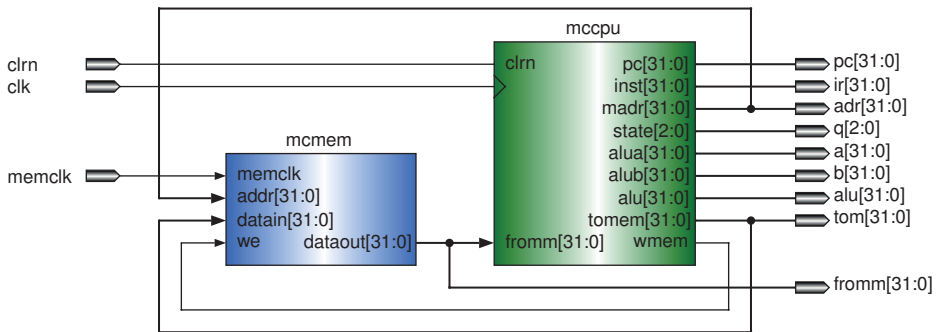 mccpu
clrn
clrn
pc[31:0]
pc[31:0]
clk
inst[31:0]
ir[31:0]
madr[31:0]
adr[31:0]
state[2:0]
q[2:0]
mcmem
alua[31:0]
a[31:0]
memclk
memclk
alub[31:0]
b[31:0]
addr[31:0]
alu[31:0]
alu[31:0]
datain[31:0]
tomem[31:0]
tom[31:0]
we
dataout[31:0]
fromm[31:0]
wmem
fromm[31:0]